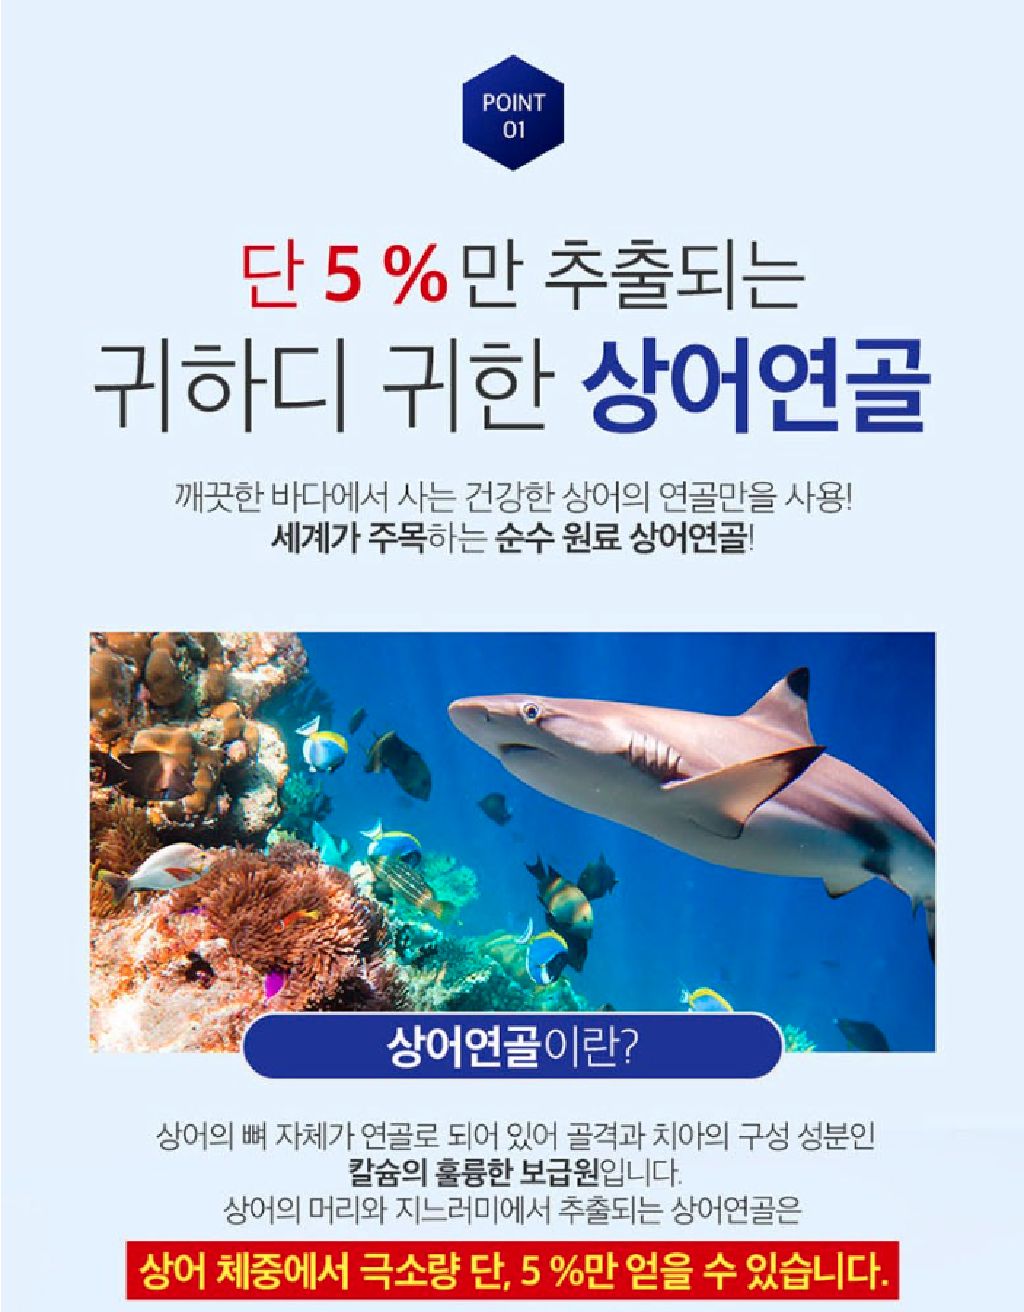 POINT
01
단 5 %만 추출되는
귀하디 귀한 상어연골
깨끗한 바다에서 사는 건강한 상어의 연골만을 사용!
세계가 주목하는 순수 원료 상어연골!
상어연골이란?
상어의 뼈 자체가 연골로 되어 있어 골격과 치아의 구성 성분인
칼슘의 훌륭한 보급원입니다.
상어의 머리와 지느러미에서 추출되는 상어연골은
상어 체중에서 극소량 단, 5 %만 얻을 수 있습니다.